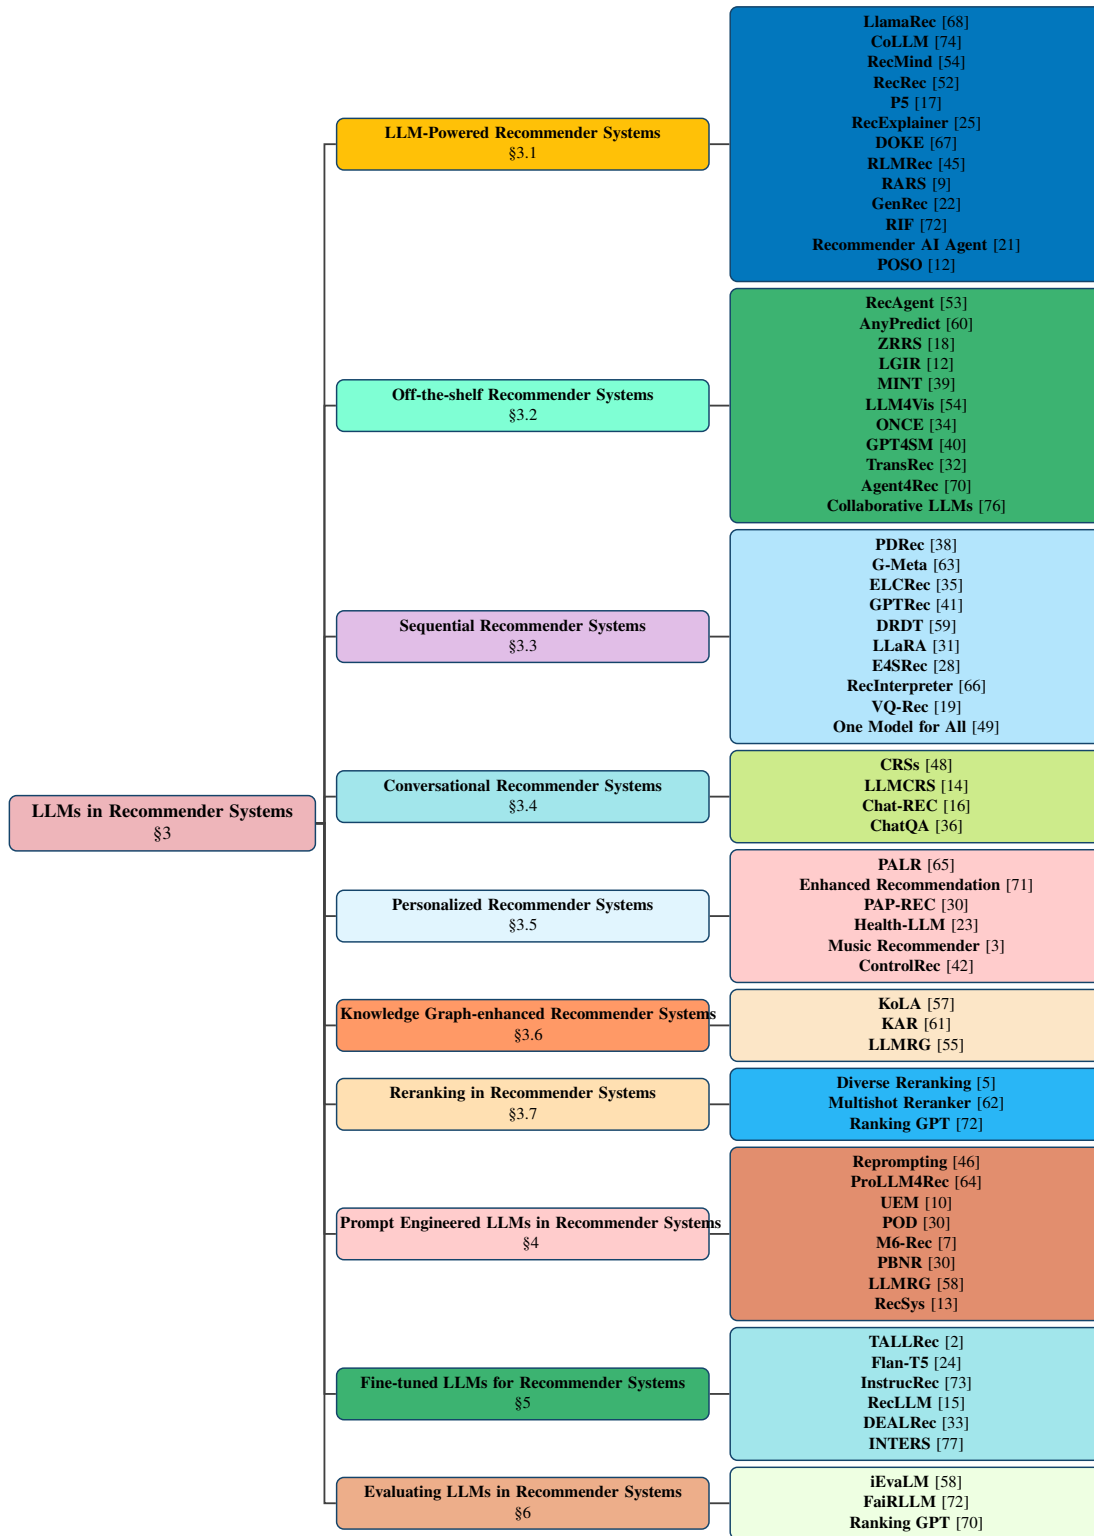 LLMs in Recommender Systems
§3
LLM-Powered Recommender Systems
§3.1
LlamaRec [68]
CoLLM [74]
RecMind [54]
RecRec [52]
P5 [17]
RecExplainer [25]
DOKE [67]
RLMRec [45]
RARS [9]
GenRec [22]
RIF [72]
Recommender AI Agent [21]
POSO [12]
Off-the-shelf Recommender Systems
§3.2
RecAgent [53]
AnyPredict [60]
ZRRS [18]
LGIR [12]
MINT [39]
LLM4Vis [54]
ONCE [34]
GPT4SM [40]
TransRec [32]
Agent4Rec [70]
Collaborative LLMs [76]
Sequential Recommender Systems
§3.3
PDRec [38]
G-Meta [63]
ELCRec [35]
GPTRec [41]
DRDT [59]
LLaRA [31]
E4SRec [28]
RecInterpreter [66]
VQ-Rec [19]
One Model for All [49]
Conversational Recommender Systems
§3.4
CRSs [48]
LLMCRS [14]
Chat-REC [16]
ChatQA [36]
Personalized Recommender Systems
§3.5
PALR [65]
Enhanced Recommendation [71]
PAP-REC [30]
Health-LLM [23]
Music Recommender [3]
ControlRec [42]
Knowledge Graph-enhanced Recommender Systems
§3.6
KoLA [57]
KAR [61]
LLMRG [55]
Reranking in Recommender Systems
§3.7
Diverse Reranking [5]
Multishot Reranker [62]
Ranking GPT [72]
Prompt Engineered LLMs in Recommender Systems
§4
Reprompting [46]
ProLLM4Rec [64]
UEM [10]
POD [30]
M6-Rec [7]
PBNR [30]
LLMRG [58]
RecSys [13]
Fine-tuned LLMs for Recommender Systems
§5
TALLRec [2]
Flan-T5 [24]
InstrucRec [73]
RecLLM [15]
DEALRec [33]
INTERS [77]
Evaluating LLMs in Recommender Systems
§6
iEvaLM [58]
FaiRLLM [72]
Ranking GPT [70]